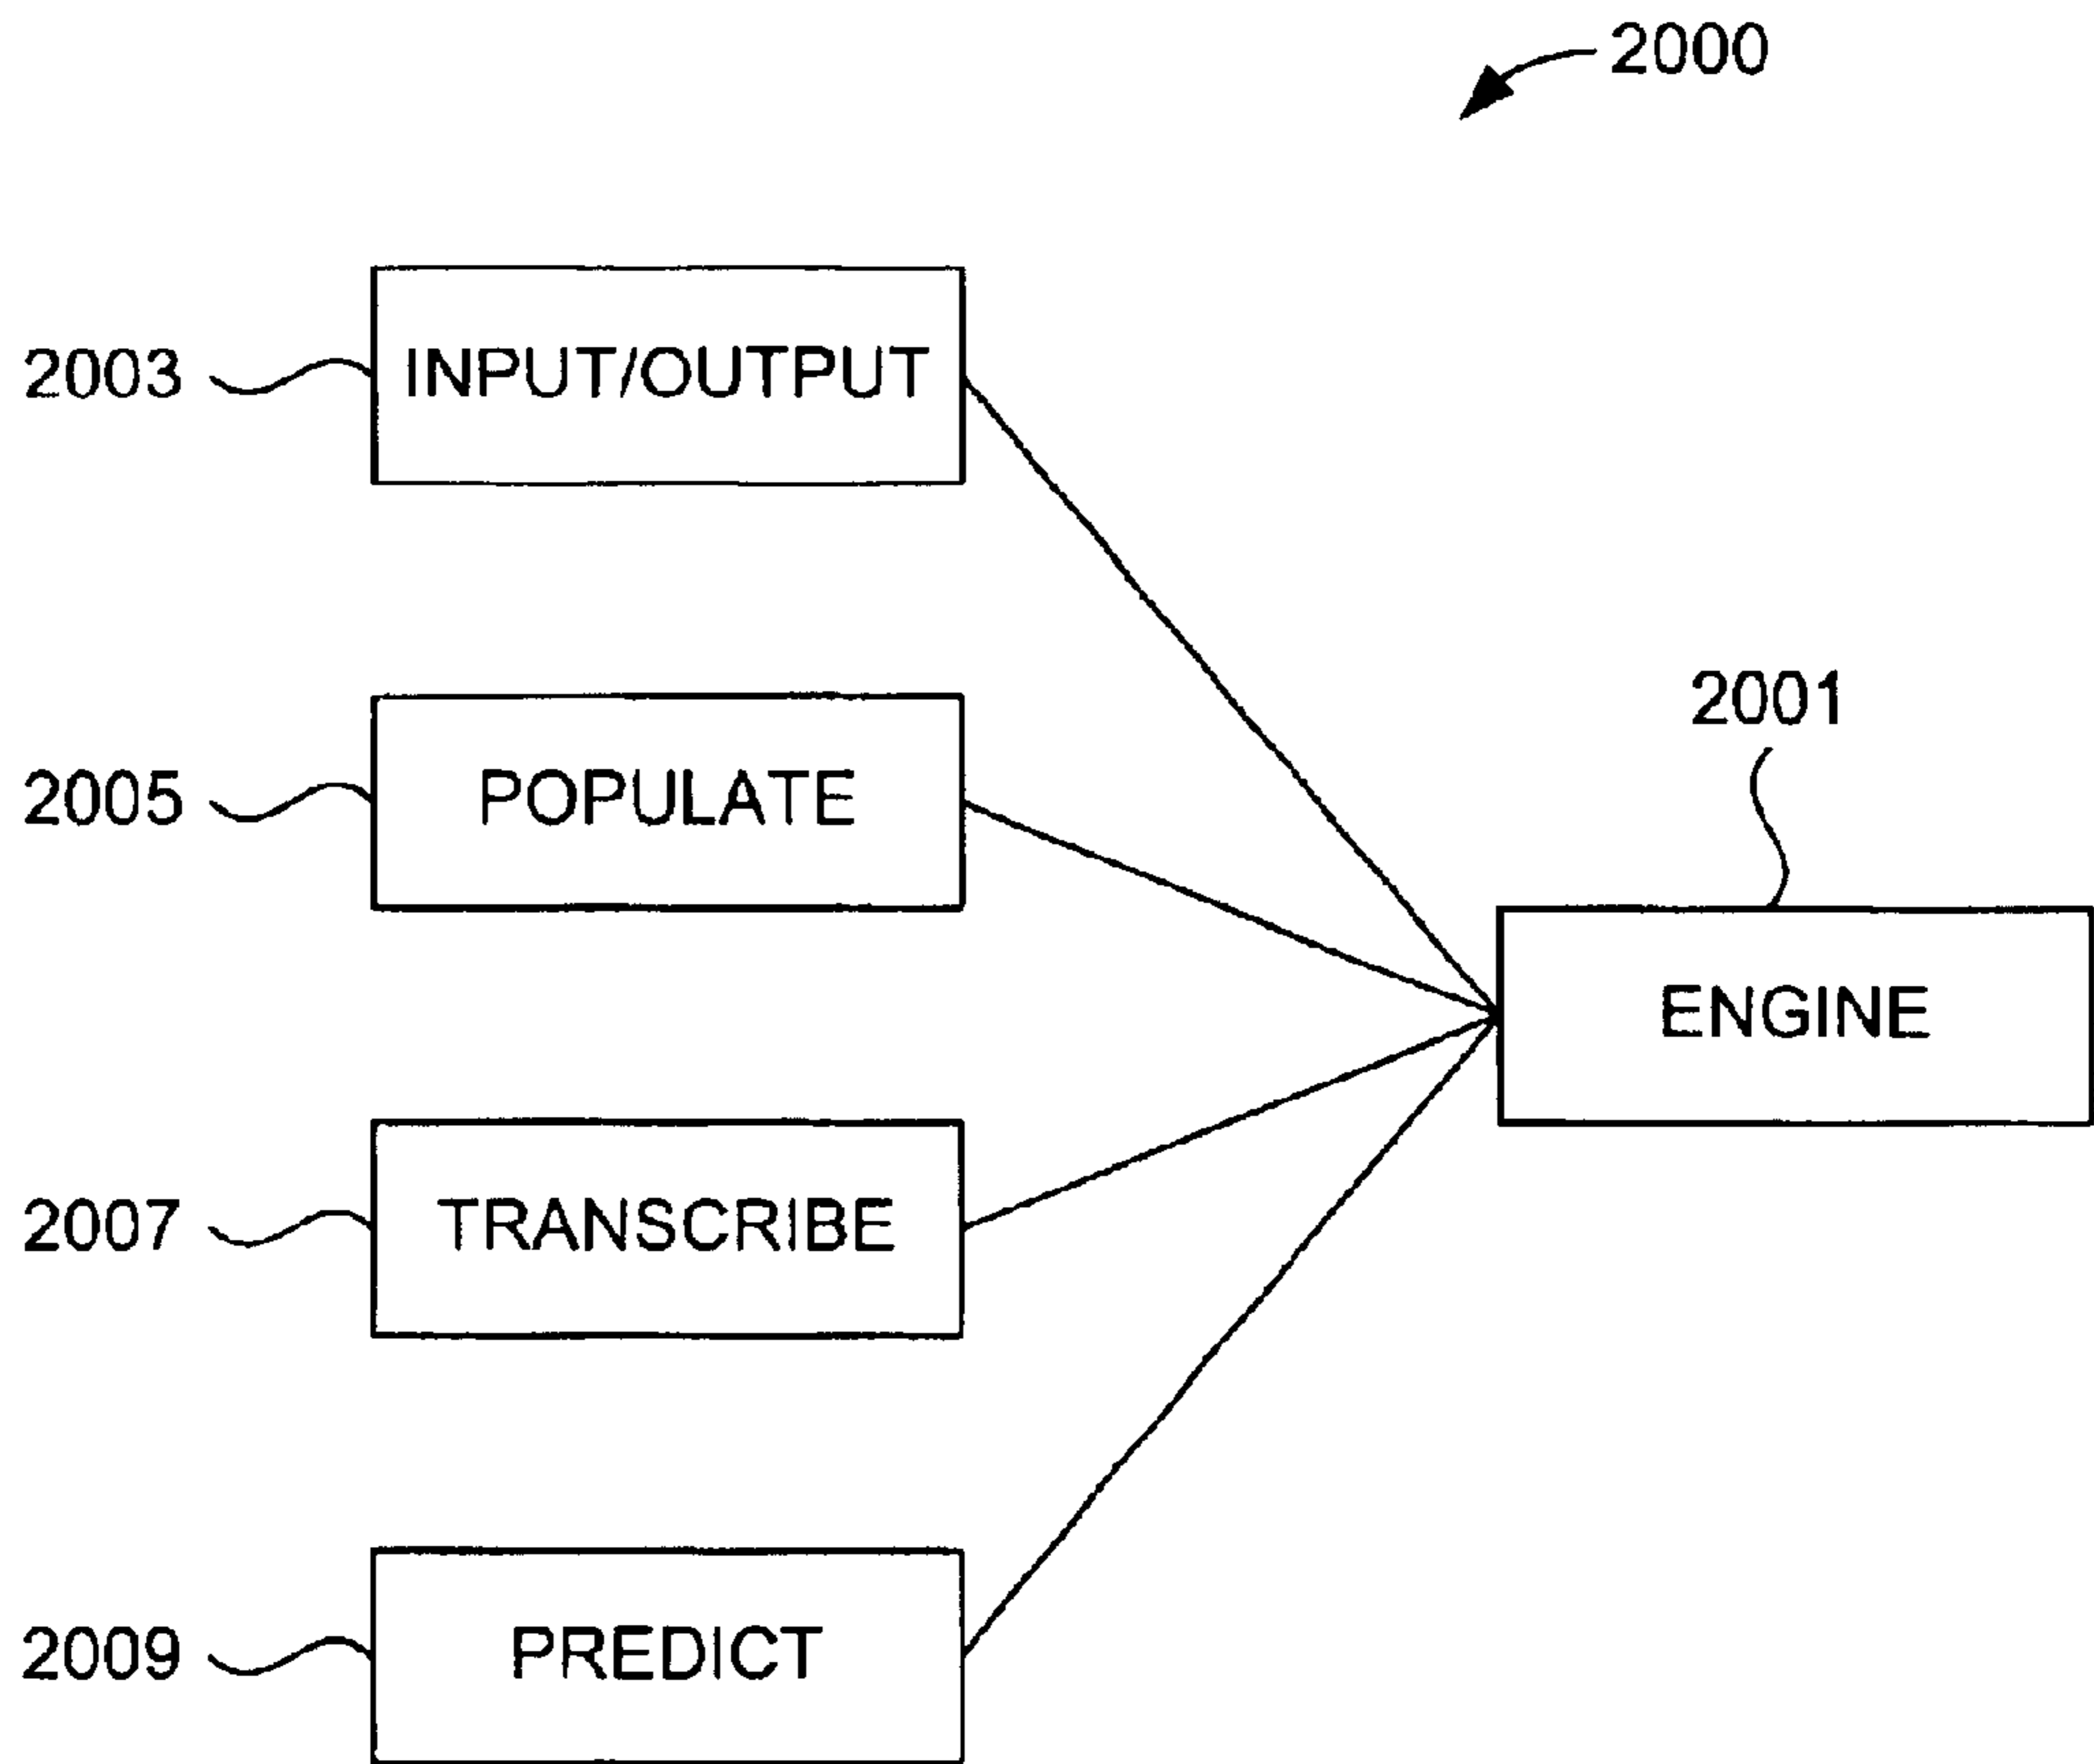 2000
2003
INPUT/OUTPUT
2005
POPULATE
2001
ENGINE
2007
TRANSCRIBE
2009
PREDICT